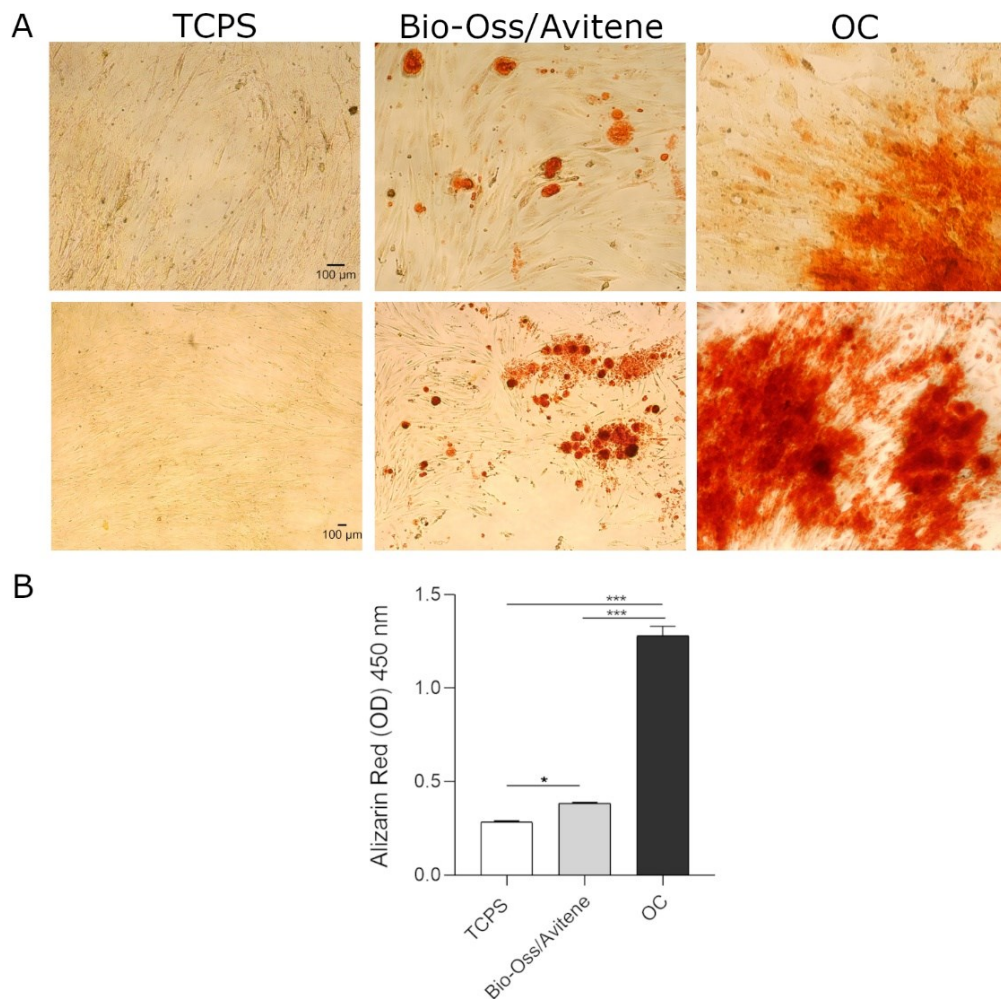 A
TCPS
Bio-Oss/Avitene
OC
100 µm
100 µm
B
Alizarin Red (OD) 450 nm
1.5
1.0
0.5
0.0
***
***
*
TCPS
Bio-Oss/Avitene
OC